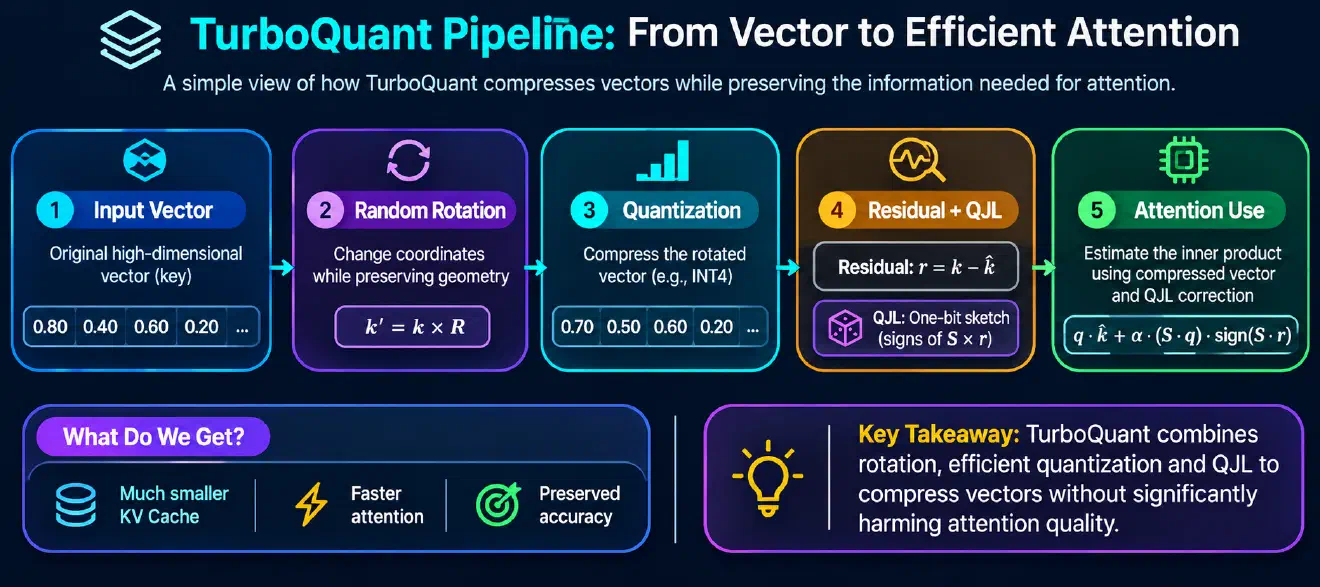 TurboQuant Pipeline: From Vector to Efficient Attention
A simple view of how TurboQuant compresses vectors while preserving the information needed for attention.
1 Input Vector
Original high-dimensional
vector (key)
0.80 0.40 0.60 0.20 ...
2 Random Rotation
Change coordinates
while preserving geometry
k′ = k × R
3 Quantization
Compress the rotated
vector (e.g., INT4)
0.70 0.50 0.60 0.20 ...
4 Residual + QJL
Residual: r = k − k̂
QJL: One-bit sketch
(signs of S × r)
5 Attention Use
Estimate the inner product
using compressed vector
and QJL correction
q · k̂ + α · (S · q) · sign(S · r)
What Do We Get?
Much smaller
KV Cache
Faster
attention
Preserved
accuracy
Key Takeaway: TurboQuant combines
rotation, efficient quantization and QJL to
compress vectors without significantly
harming attention quality.